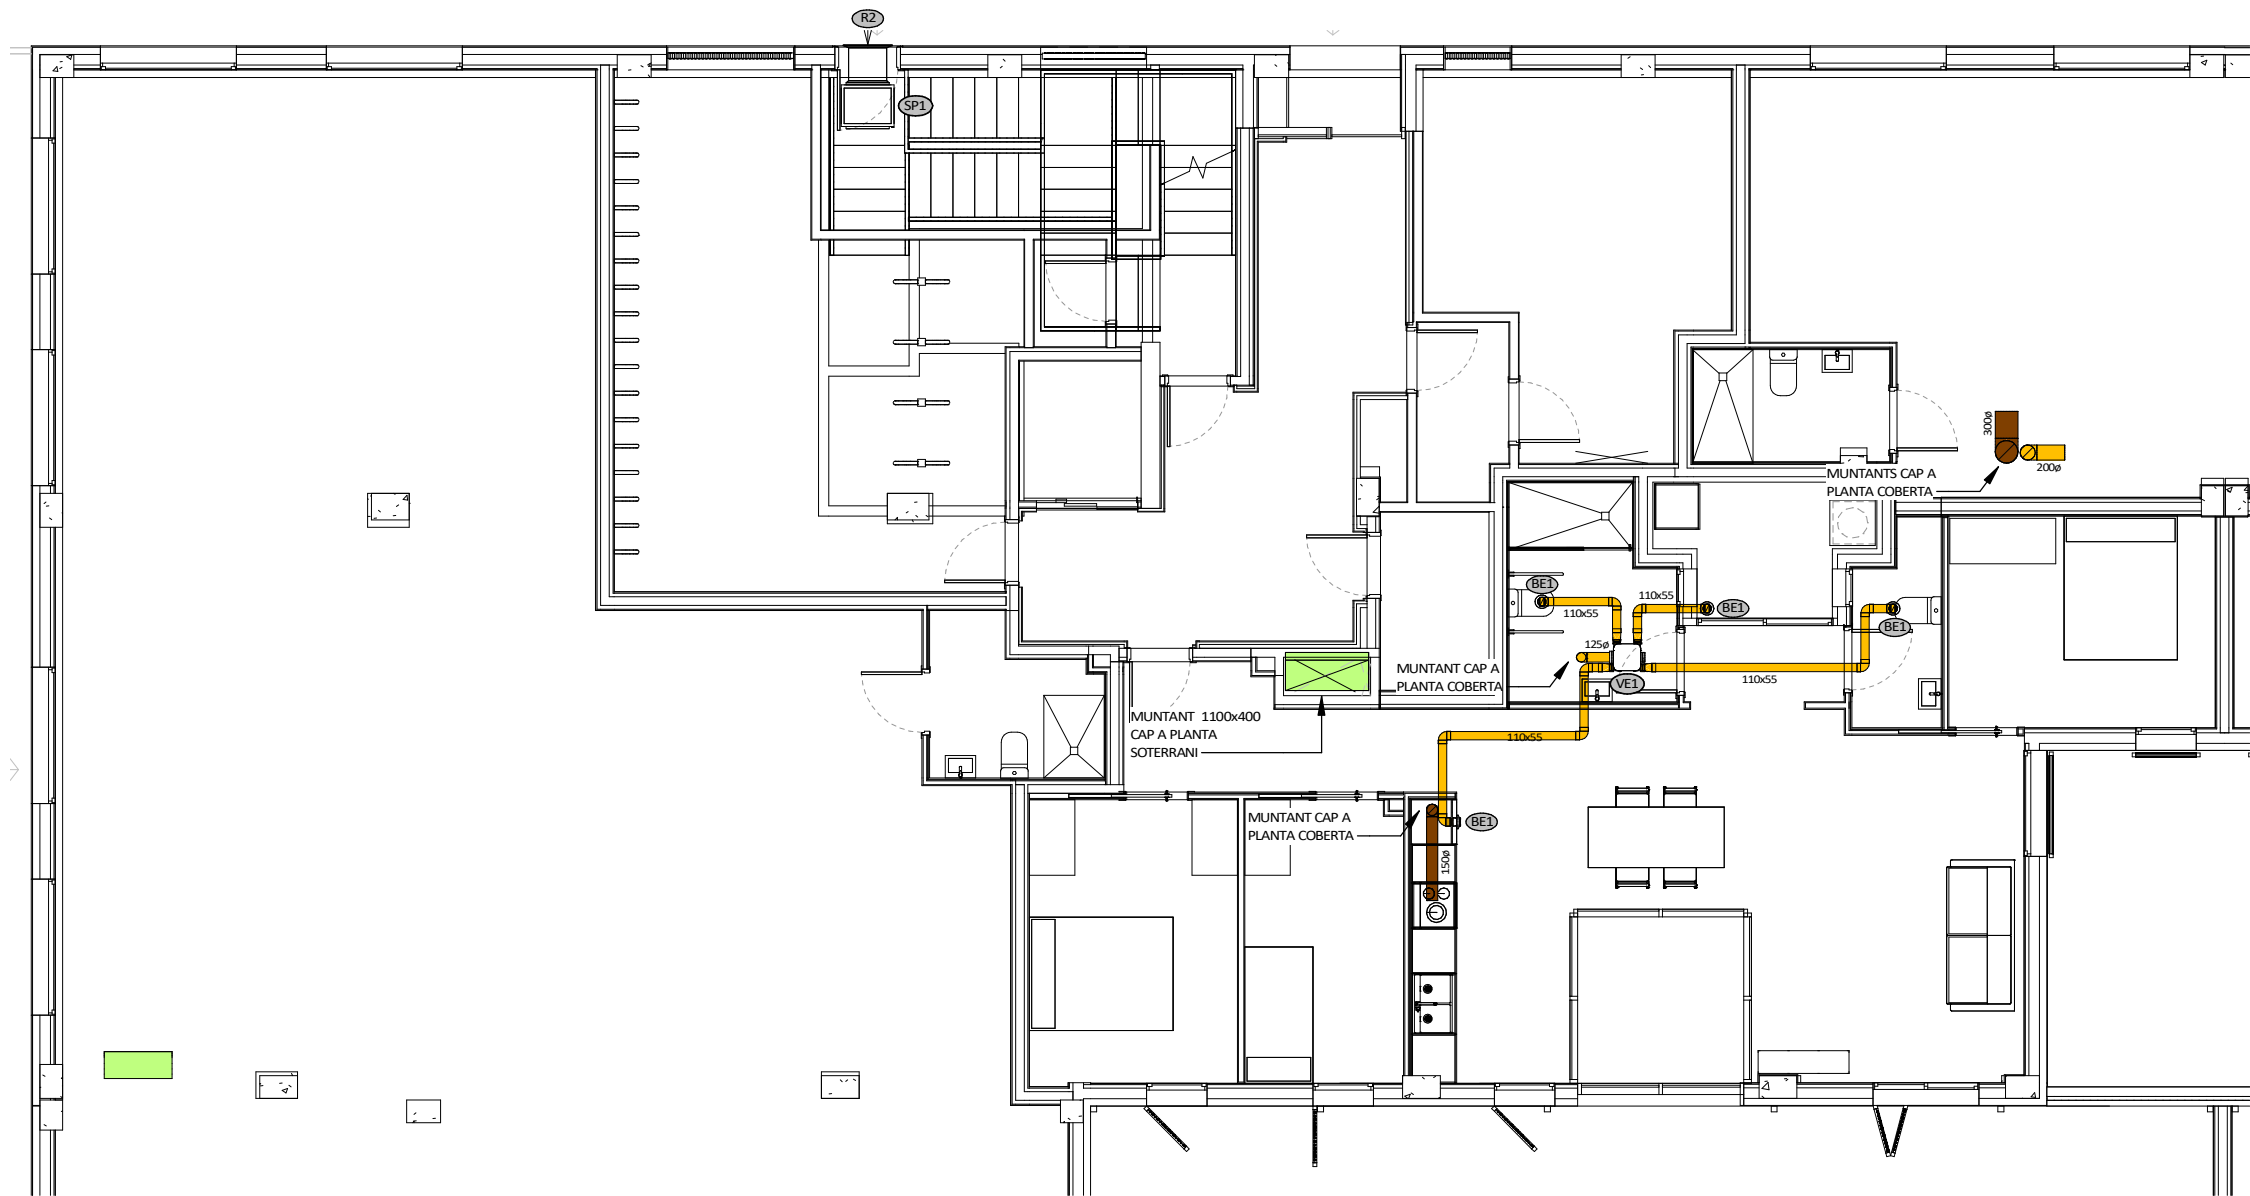 R2
SP1
300ø
200ø
MUNTANTS CAP A
PLANTA COBERTA
BE1
110x55
110x55
BE1
BE1
125ø
MUNTANT CAP A
PLANTA COBERTA
VE1
110x55
MUNTANT 1100x400
CAP A PLANTA
SOTERRANI
110x55
MUNTANT CAP A
PLANTA COBERTA
BE1
150ø